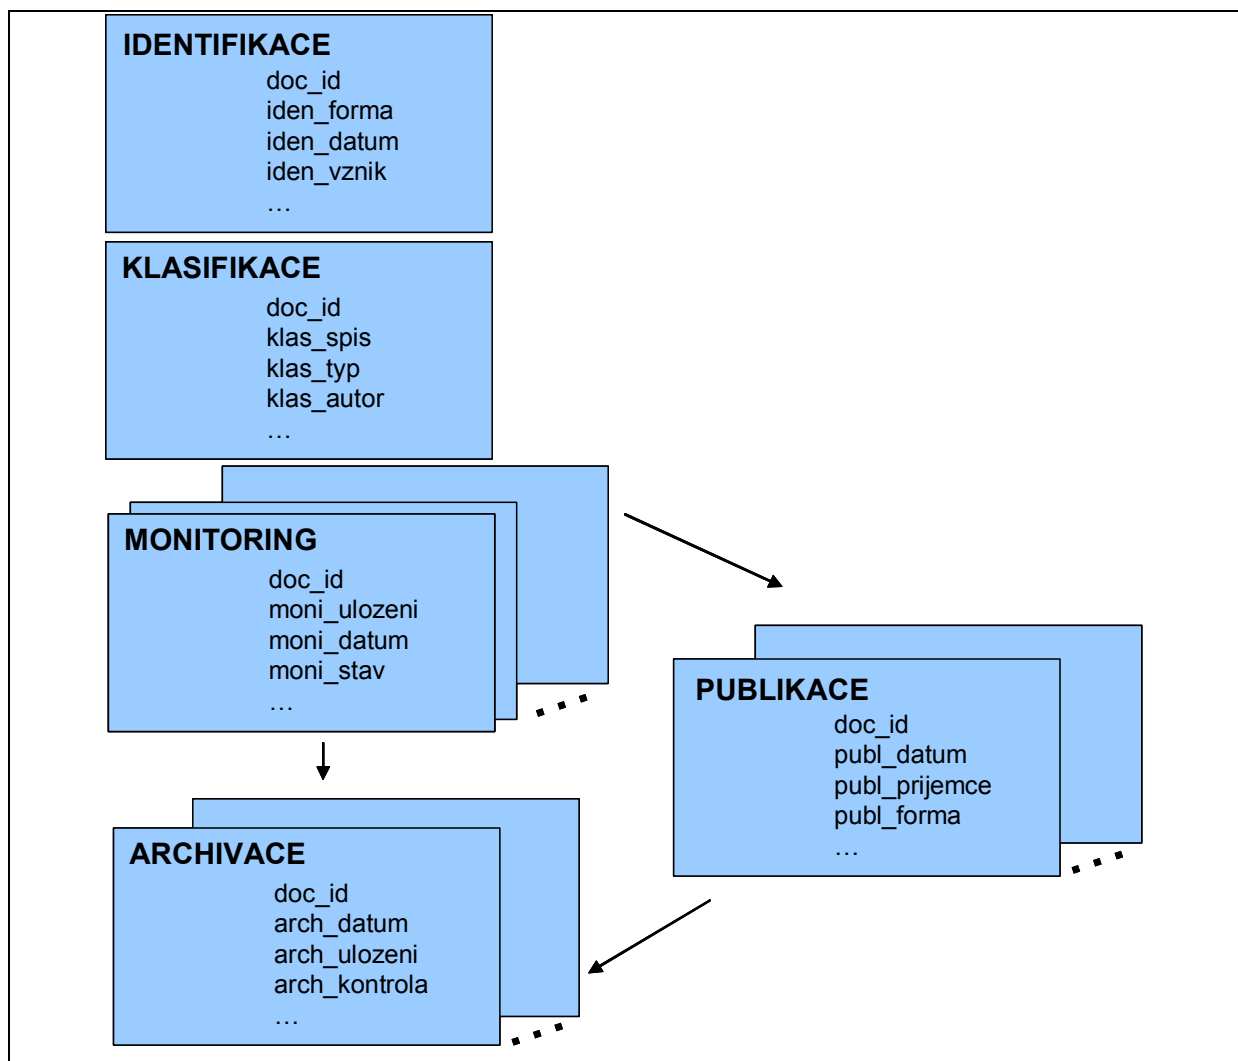 IDENTIFIKACE
doc_id
iden_forma
iden_datum
iden_vznik
…
KLASIFIKACE
doc_id
klas_spis
klas_typ
klas_autor
…
MONITORING
doc_id
moni_ulozeni
moni_datum
moni_stav
…
PUBLIKACE
doc_id
publ_datum
publ_prijemce
publ_forma
…
ARCHIVACE
doc_id
arch_datum
arch_ulozeni
arch_kontrola
…